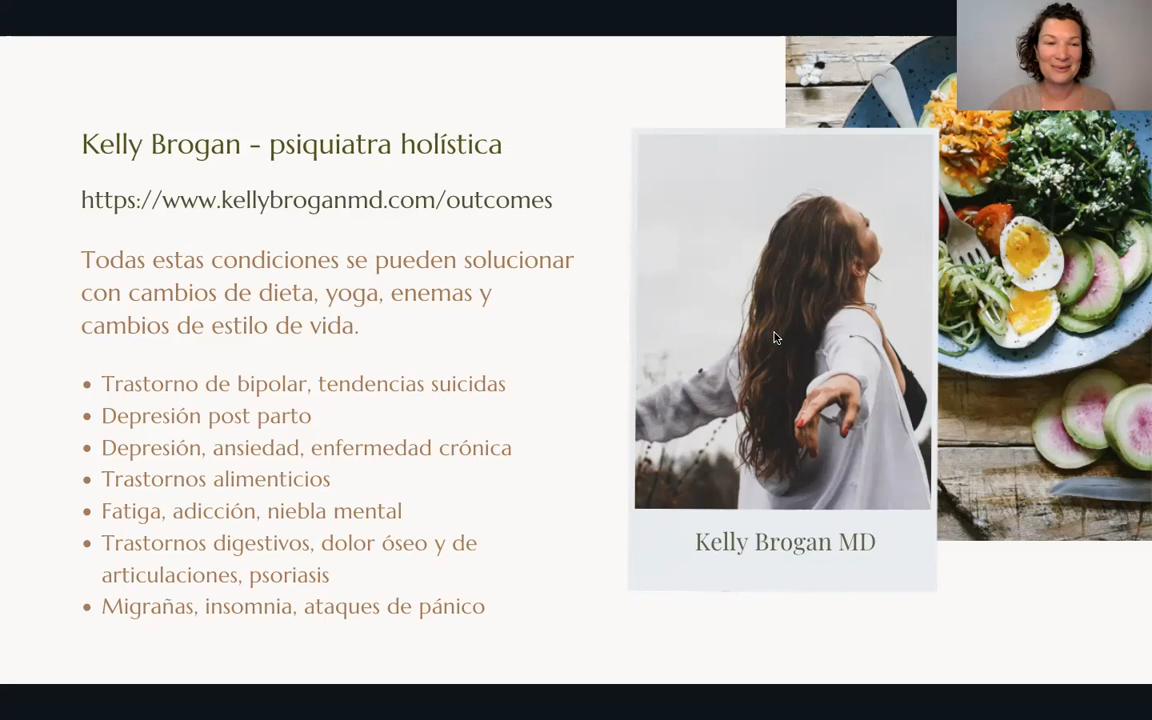 Kelly Brogan - psiquiatra holística
https://www.kellybroganmd.com/outcomes
Todas estas condiciones se pueden solucionar
con cambios de dieta, yoga, enemas y
cambios de estilo de vida.
• Trastorno de bipolar, tendencias suicidas
• Depresión post parto
• Depresión, ansiedad, enfermedad crónica
• Trastornos alimenticios
• Fatiga, adicción, niebla mental
• Trastornos digestivos, dolor óseo y de
articulaciones, psoriasis
• Migrañas, insomnia, ataques de pánico
Kelly Brogan MD